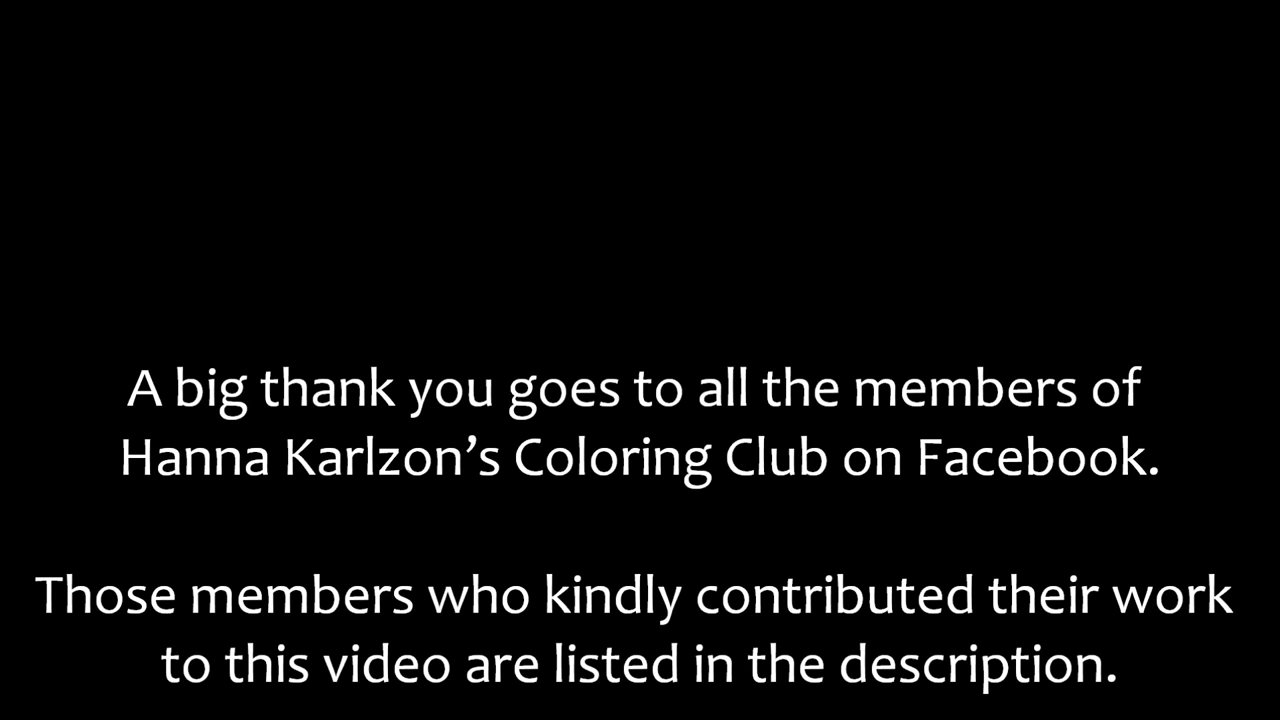 A big thank you goes to all the members of
Hanna Karlzon’s Coloring Club on Facebook.
Those members who kindly contributed their work
to this video are listed in the description.